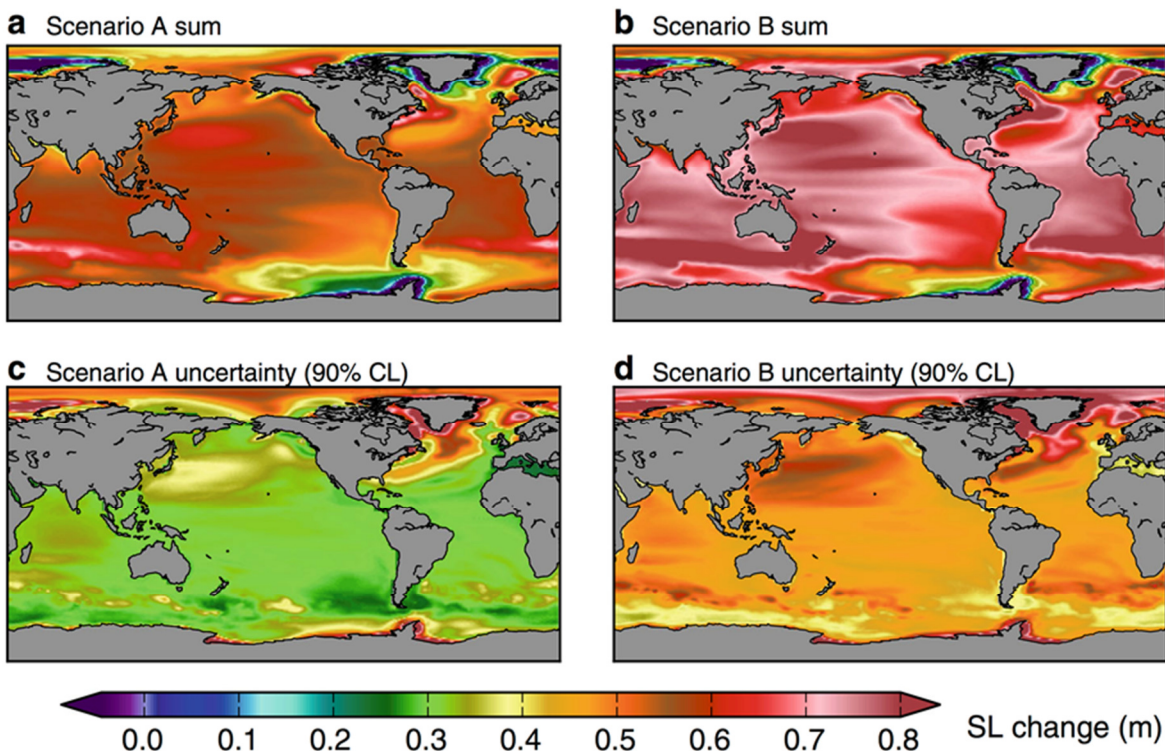 a Scenario A sum
b Scenario B sum
c Scenario A uncertainty (90% CL)
d Scenario B uncertainty (90% CL)
0.0 0.1 0.2 0.3 0.4 0.5 0.6 0.7 0.8
SL change (m)